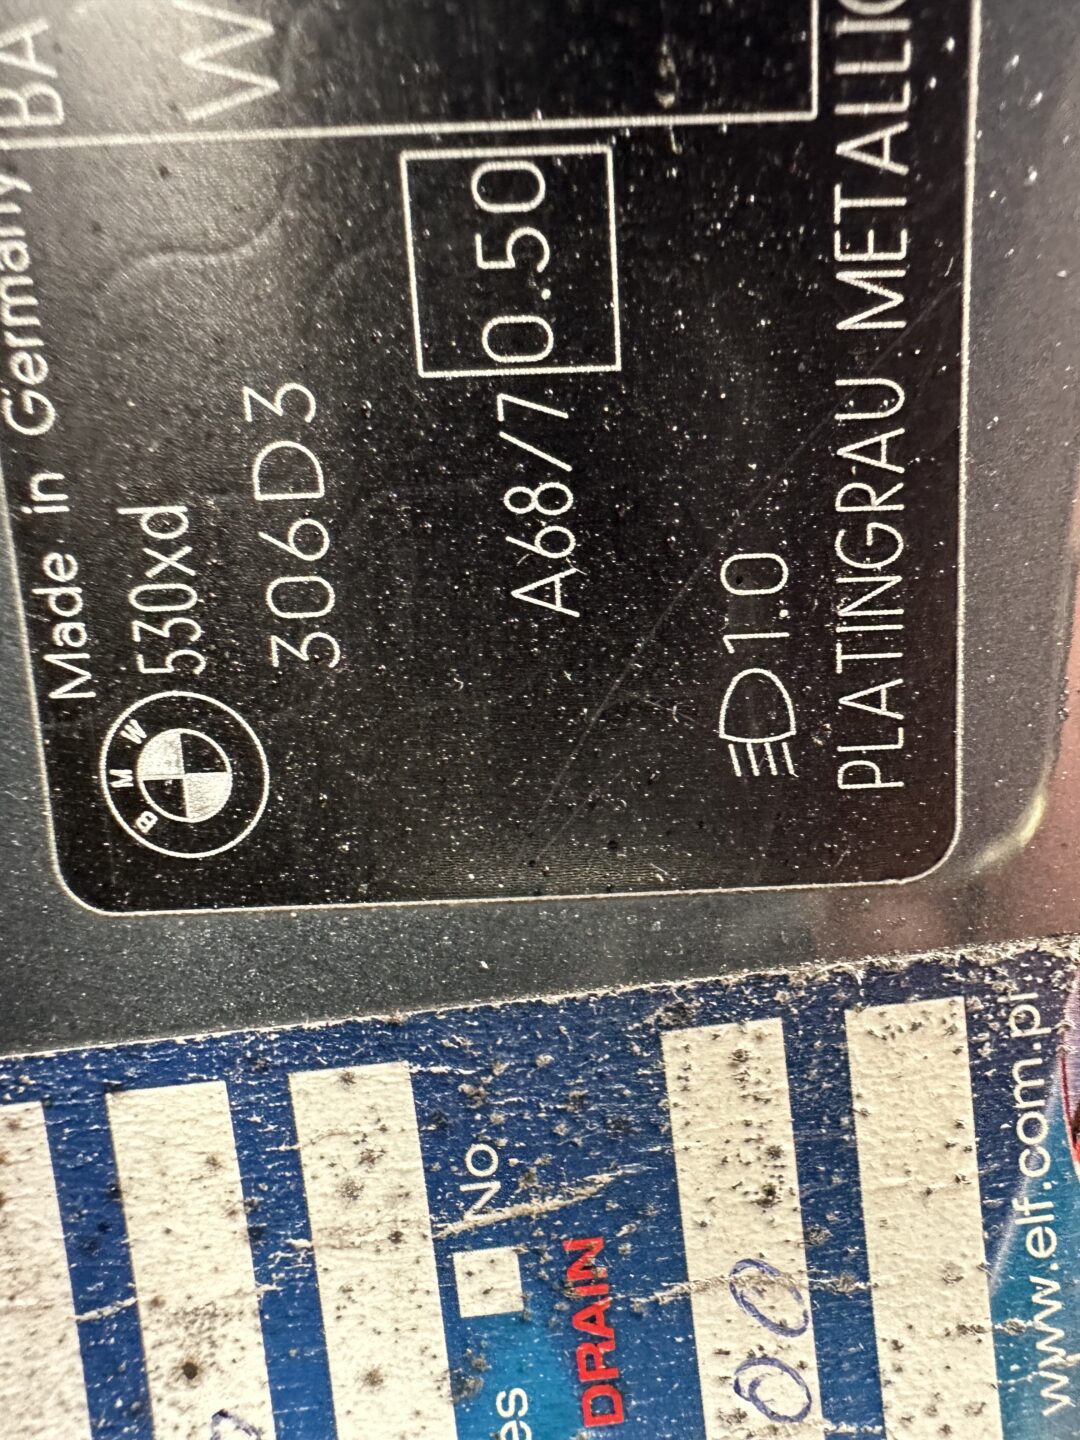 Made in Germany
BMW
530xd
306D3
A68/7 0.50
1.0
PLATINGRAU METALLIC
No
DRAIN
00
www.elf.com.pl